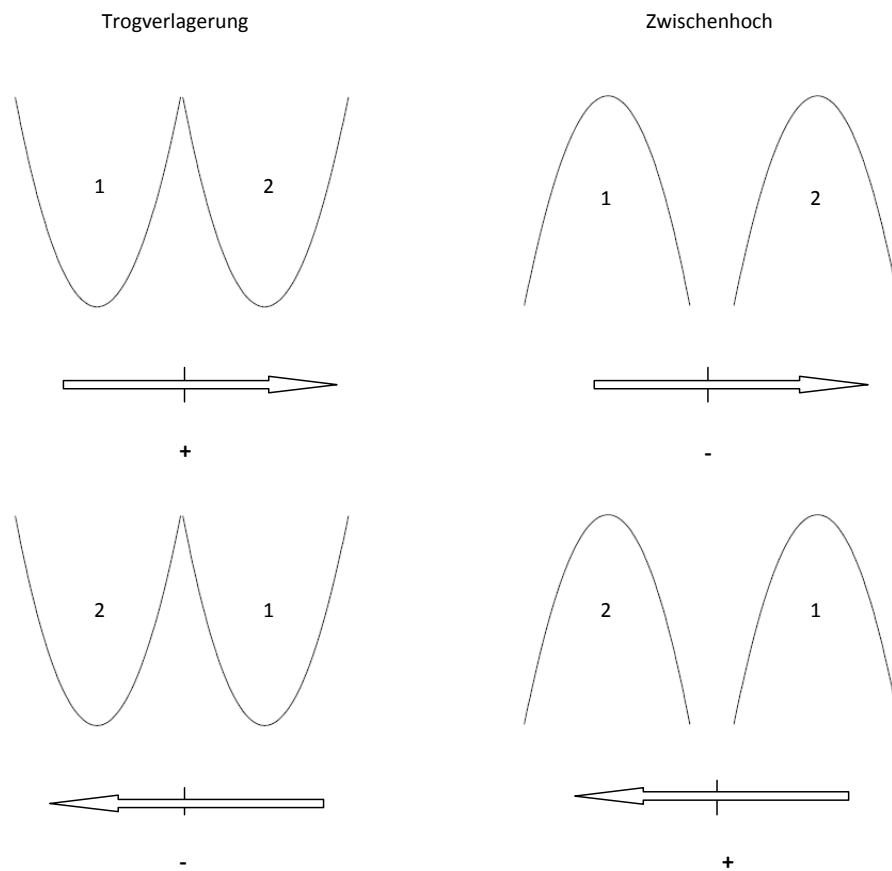 Trogverlagerung Zwischenhoch
1 2 1 2
+ -
2 1 2 1
- +